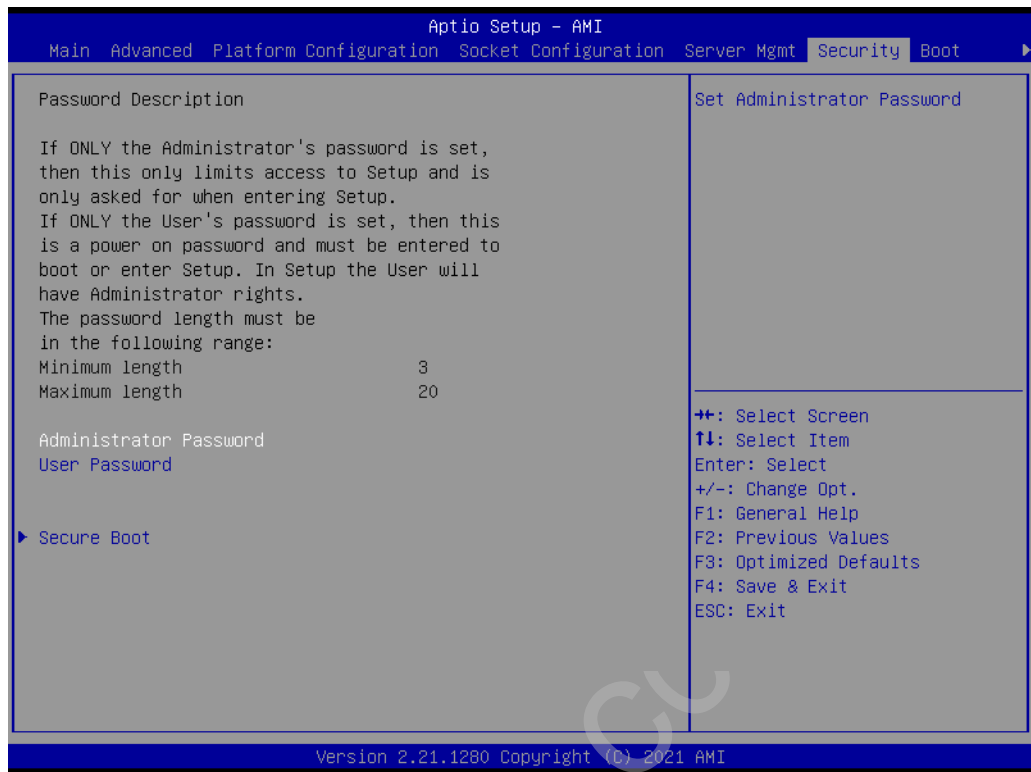 Aptio Setup – AMI
Main Advanced Platform Configuration Socket Configuration Server Mgmt Security Boot ▶
Password Description
If ONLY the Administrator's password is set,
then this only limits access to Setup and is
only asked for when entering Setup.
If ONLY the User's password is set, then this
is a power on password and must be entered to
boot or enter Setup. In Setup the User will
have Administrator rights.
The password length must be
in the following range:
Minimum length 3
Maximum length 20
Administrator Password
User Password
▶ Secure Boot
Set Administrator Password
→←: Select Screen
↑↓: Select Item
Enter: Select
+/-: Change Opt.
F1: General Help
F2: Previous Values
F3: Optimized Defaults
F4: Save & Exit
ESC: Exit
Version 2.21.1280 Copyright (C) 2021 AMI